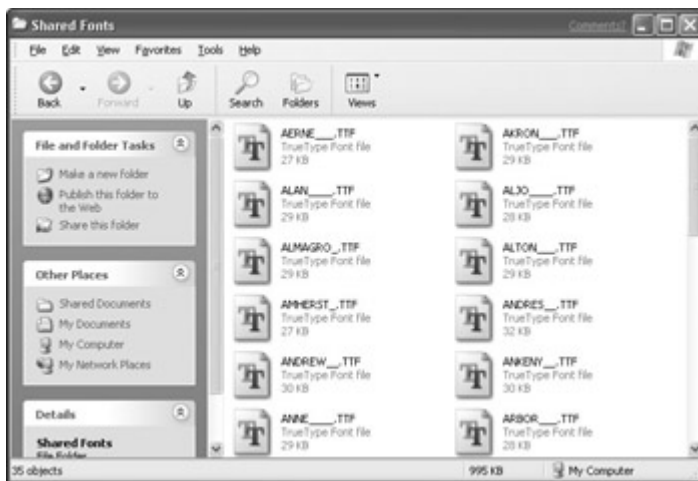 Shared Fonts
Comments?
File Edit View Favorites Tools Help
Back Forward Up Search Folders Views
File and Folder Tasks
Make a new folder
Publish this folder to
the Web
Share this folder
Other Places
Shared Documents
My Documents
My Computer
My Network Places
Details
Shared Fonts
File Folder
AERNE___.TTF
TrueType Font file
27 KB
AKRON___.TTF
TrueType Font file
29 KB
ALAN____.TTF
TrueType Font file
29 KB
ALJO____.TTF
TrueType Font file
28 KB
ALMAGRO_.TTF
TrueType Font file
29 KB
ALTON___.TTF
TrueType Font file
29 KB
AMHERST_.TTF
TrueType Font file
27 KB
ANDRES__.TTF
TrueType Font file
32 KB
ANDREW__.TTF
TrueType Font file
30 KB
ANKENY__.TTF
TrueType Font file
30 KB
ANNE____.TTF
TrueType Font file
29 KB
ARBOR___.TTF
TrueType Font file
28 KB
35 objects
995 KB
My Computer